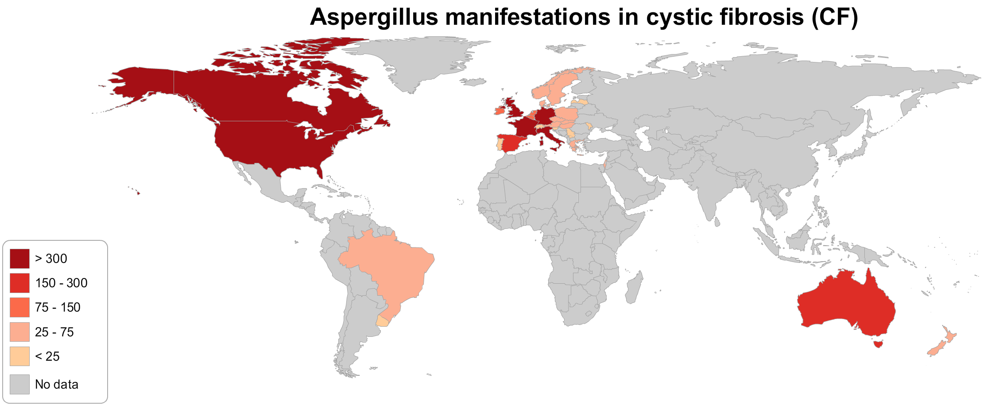 Aspergillus manifestations in cystic fibrosis (CF)
> 300
150 - 300
75 - 150
25 - 75
< 25
No data